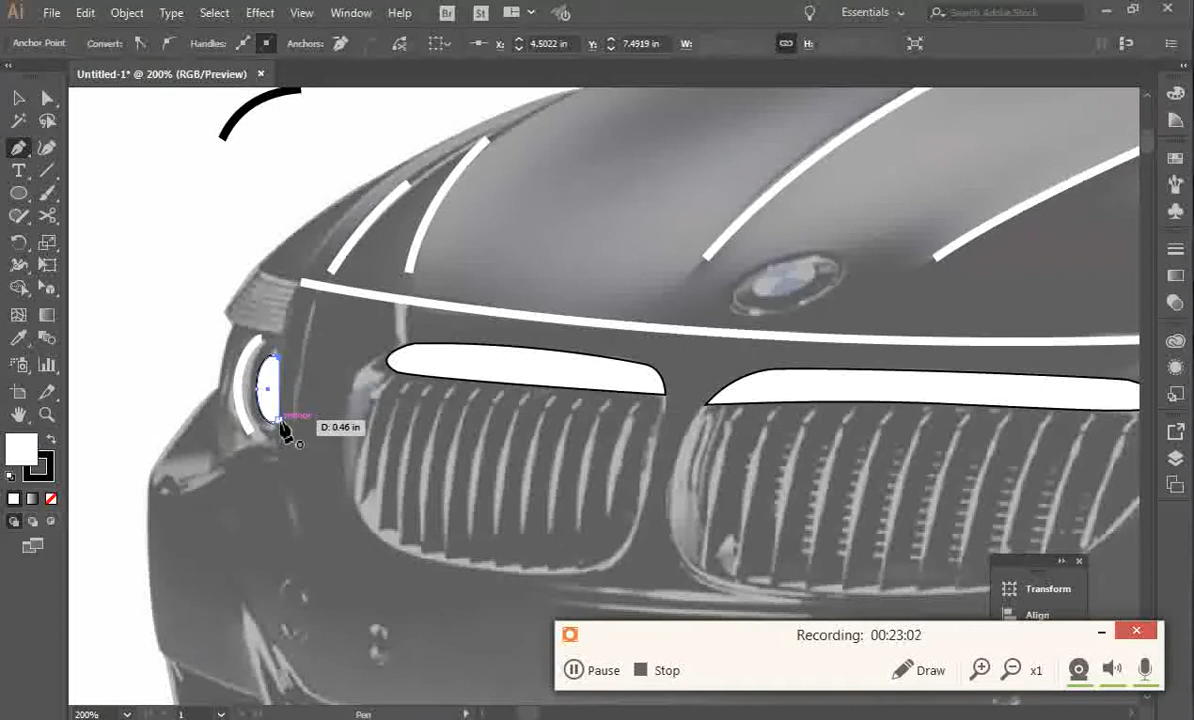 Ai File Edit Object Type Select Effect View Window Help Br St Essentials Search Adobe Stock
Anchor Point Convert: Handles: Anchors: X: 4.5022 in Y: 7.4919 in W: H:
Untitled-1* @ 200% (RGB/Preview) ×
D: 0.46 in
Transform
Align
Recording: 00:23:02
Pause Stop Draw x1
200% 1 Pen